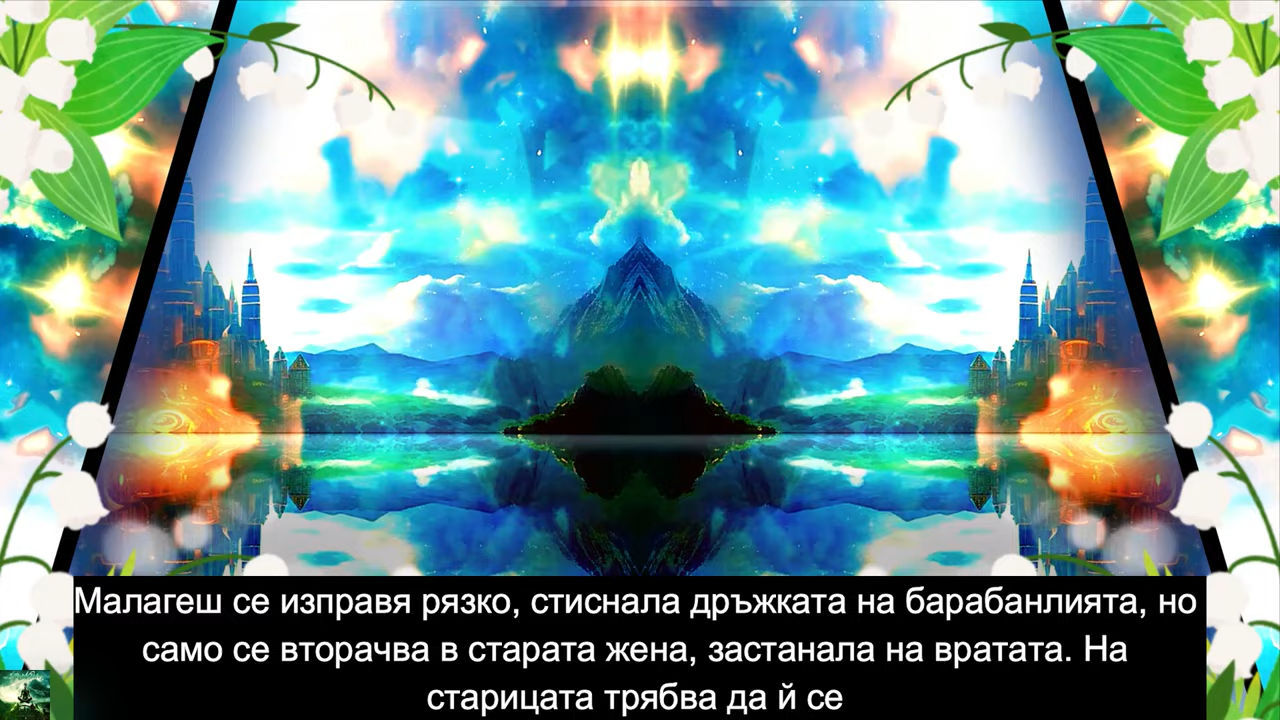 Малагеш се изправя рязко, стиснала дръжката на барабанлията, но
само се вторачва в старата жена, застанала на вратата. На
старицата трябва да й се